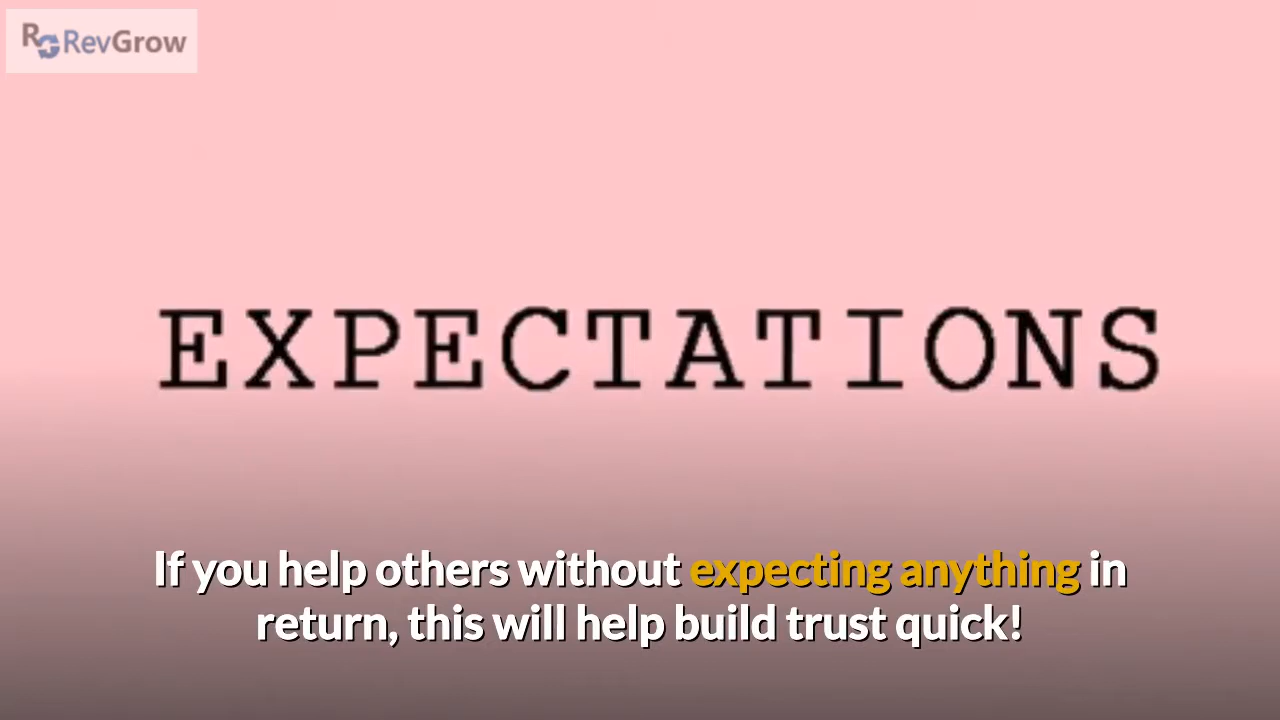 RevGrow
EXPECTATIONS
If you help others without expecting anything in
return, this will help build trust quick!